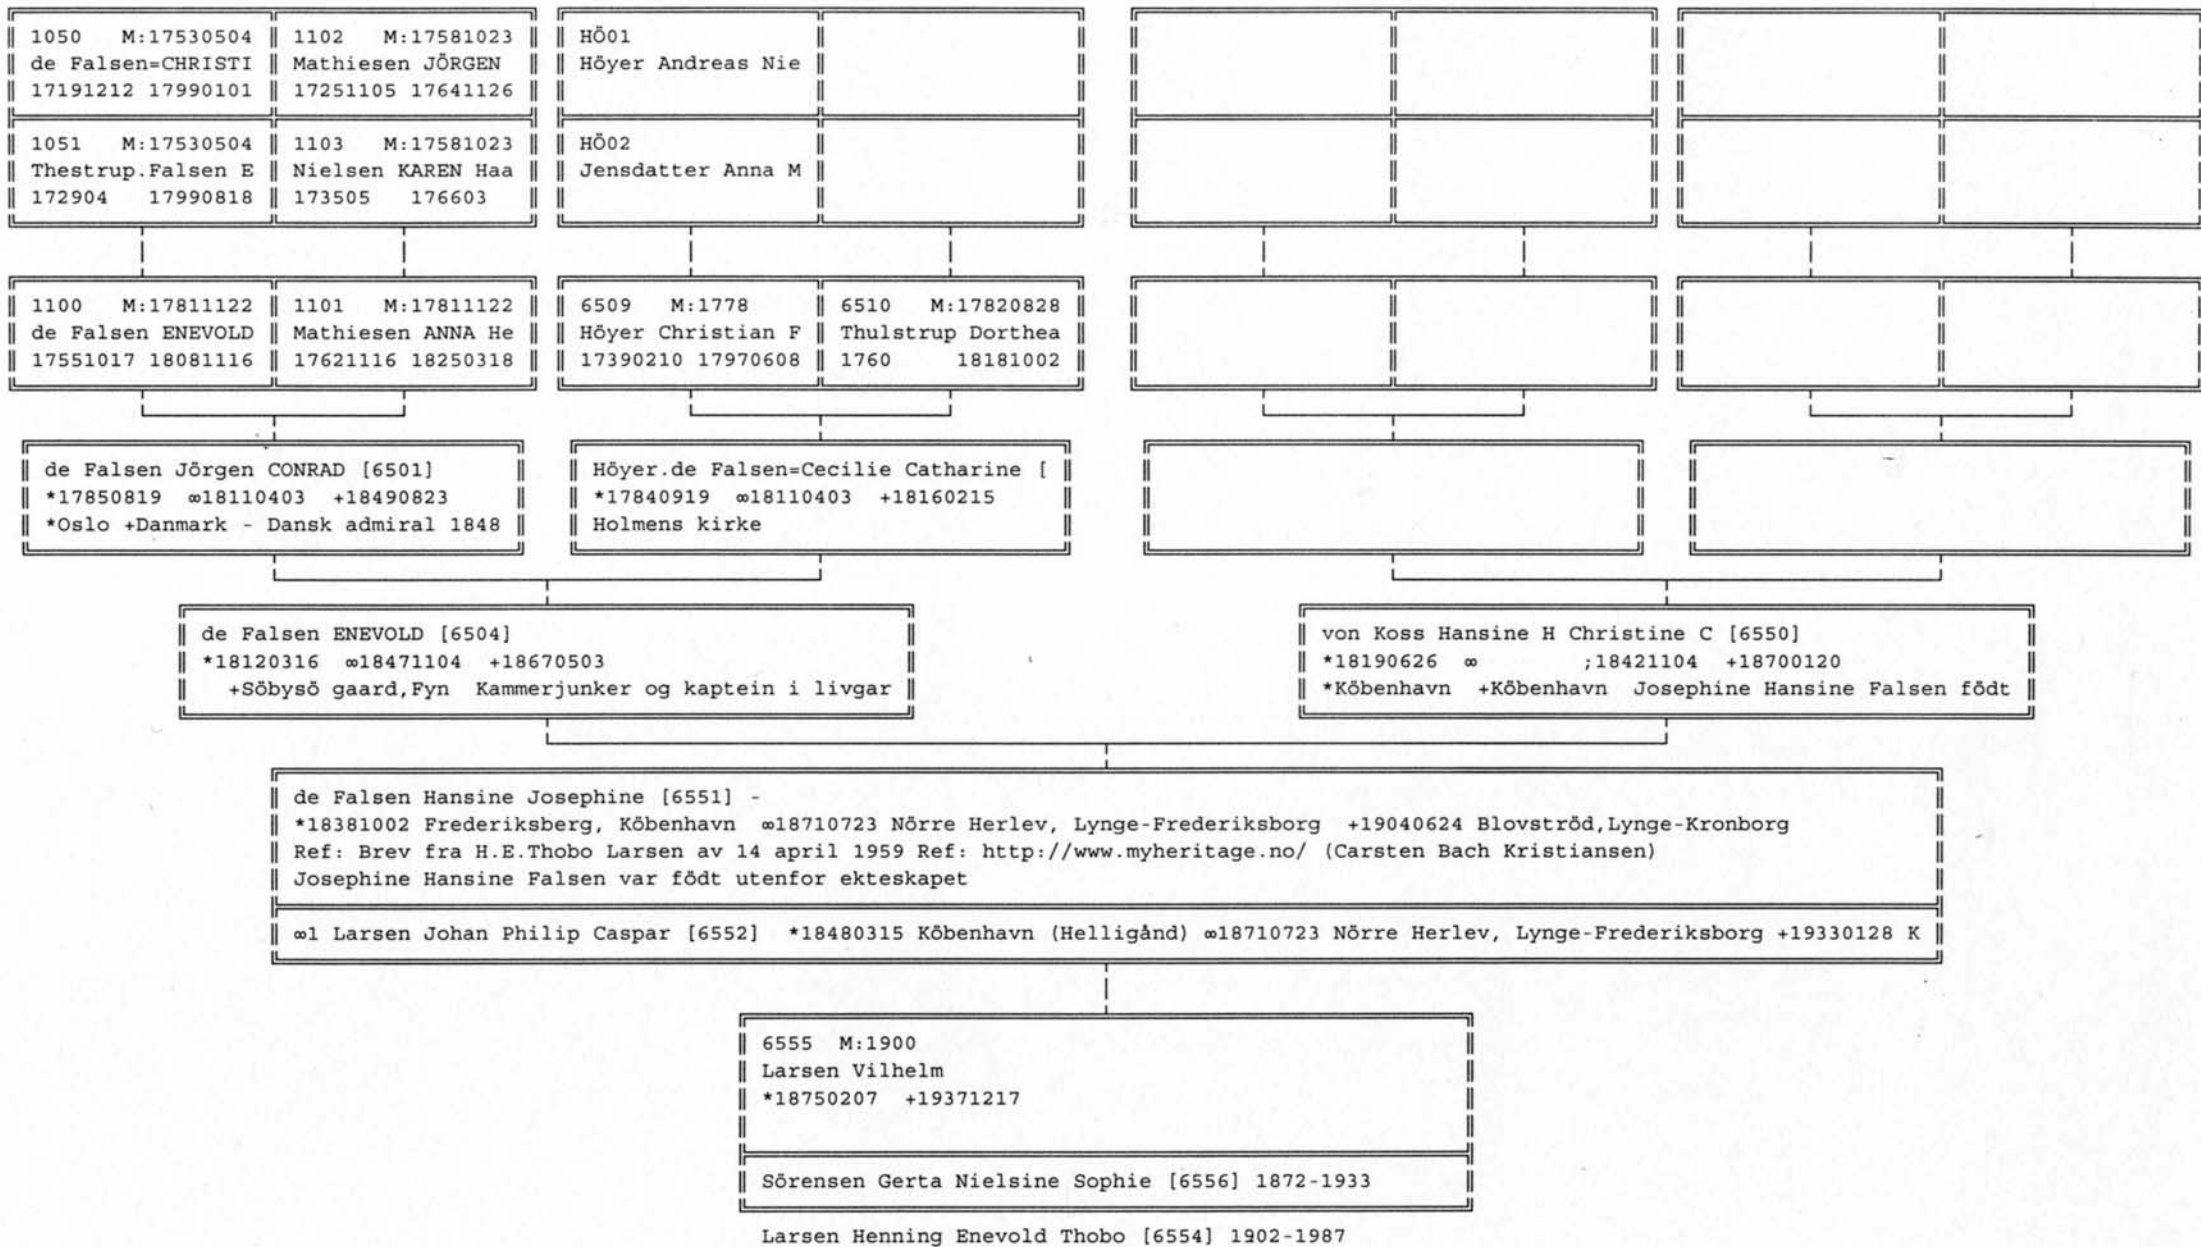 1050 M:17530504
de Falsen=CHRISTI
17191212 17990101
1102 M:17581023
Mathiesen JÖRGEN
17251105 17641126
HÖ01
Höyer Andreas Nie
1051 M:17530504
Thestrup.Falsen E
172904 17990818
1103 M:17581023
Nielsen KAREN Haa
173505 176603
HÖ02
Jensdatter Anna M
1100 M:17811122
de Falsen ENEVOLD
17551017 18081116
1101 M:17811122
Mathiesen ANNA He
17621116 18250318
6509 M:1778
Höyer Christian F
17390210 17970608
6510 M:17820828
Thulstrup Dorthea
1760 18181002
de Falsen Jörgen CONRAD [6501]
*17850819 ∞18110403 +18490823
*Oslo +Danmark - Dansk admiral 1848
Höyer.de Falsen=Cecilie Catharine [
*17840919 ∞18110403 +18160215
Holmens kirke
de Falsen ENEVOLD [6504]
*18120316 ∞18471104 +18670503
+Söbysö gaard,Fyn Kammerjunker og kaptein i livgar
von Koss Hansine H Christine C [6550]
*18190626 ∞ ;18421104 +18700120
*Köbenhavn +Köbenhavn Josephine Hansine Falsen födt
de Falsen Hansine Josephine [6551] -
*18381002 Frederiksberg, Köbenhavn ∞18710723 Nörre Herlev, Lynge-Frederiksborg +19040624 Blovströd,Lynge-Kronborg
Ref: Brev fra H.E.Thobo Larsen av 14 april 1959 Ref: http://www.myheritage.no/ (Carsten Bach Kristiansen)
Josephine Hansine Falsen var födt utenfor ekteskapet
∞1 Larsen Johan Philip Caspar [6552] *18480315 Köbenhavn (Helligånd) ∞18710723 Nörre Herlev, Lynge-Frederiksborg +19330128 K
6555 M:1900
Larsen Vilhelm
*18750207 +19371217
Sörensen Gerta Nielsine Sophie [6556] 1872-1933
Larsen Henning Enevold Thobo [6554] 1902-1987